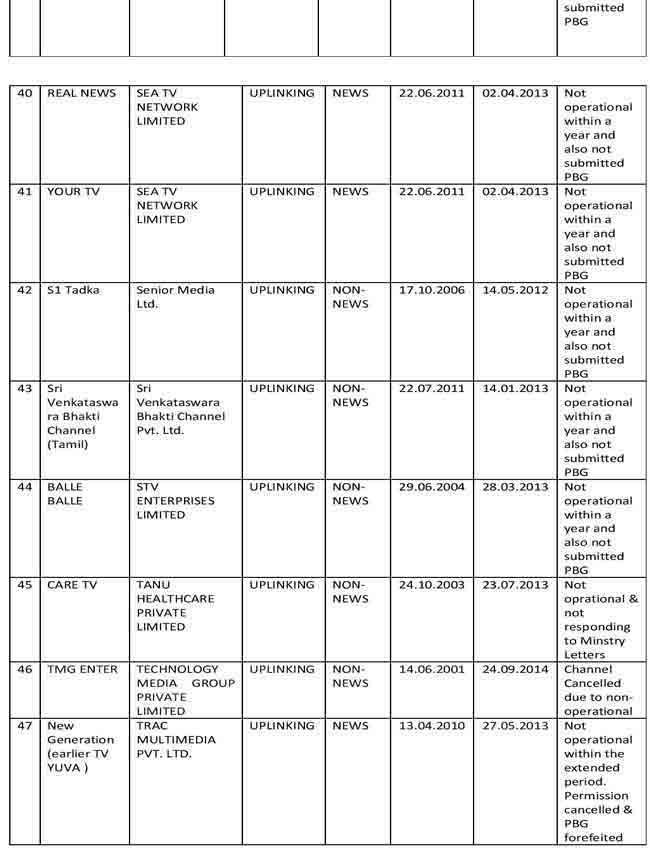 submitted
PBG
40 REAL NEWS SEA TV UPLINKING NEWS 22.06.2011 02.04.2013 Not
NETWORK operational
LIMITED within a
year and
also not
submitted
PBG
41 YOUR TV SEA TV UPLINKING NEWS 22.06.2011 02.04.2013 Not
NETWORK operational
LIMITED within a
year and
also not
submitted
PBG
42 S1 Tadka Senior Media UPLINKING NON- 17.10.2006 14.05.2012 Not
Ltd. NEWS operational
within a
year and
also not
submitted
PBG
43 Sri Sri UPLINKING NON- 22.07.2011 14.01.2013 Not
Venkataswa Venkataswara NEWS operational
ra Bhakti Bhakti Channel within a
Channel Pvt. Ltd. year and
(Tamil) also not
submitted
PBG
44 BALLE STV UPLINKING NON- 29.06.2004 28.03.2013 Not
BALLE ENTERPRISES NEWS operational
LIMITED within a
year and
also not
submitted
PBG
45 CARE TV TANU UPLINKING NON- 24.10.2003 23.07.2013 Not
HEALTHCARE NEWS oprational &
PRIVATE not
LIMITED responding
to Minstry
Letters
46 TMG ENTER TECHNOLOGY UPLINKING NON- 14.06.2001 24.09.2014 Channel
MEDIA GROUP NEWS Cancelled
PRIVATE due to non-
LIMITED operational
47 New TRAC UPLINKING NEWS 13.04.2010 27.05.2013 Not
Generation MULTIMEDIA operational
(earlier TV PVT. LTD. within the
YUVA ) extended
period.
Permission
cancelled &
PBG
forefeited